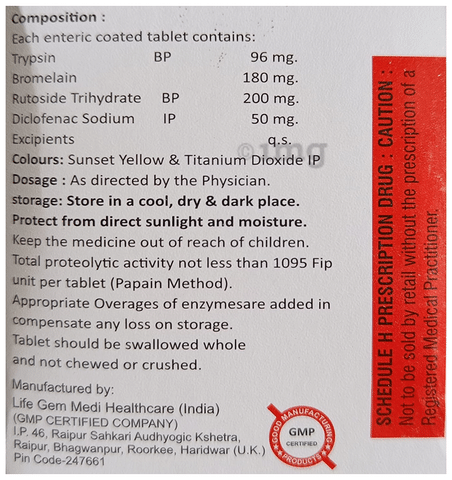 Composition :
Each enteric coated tablet contains:
Trypsin BP 96 mg.
Bromelain 180 mg.
Rutoside Trihydrate BP 200 mg.
Diclofenac Sodium IP 50 mg.
Excipients q.s.
Colours: Sunset Yellow & Titanium Dioxide IP
Dosage : As directed by the Physician.
storage: Store in a cool, dry & dark place.
Protect from direct sunlight and moisture.
Keep the medicine out of reach of children.
Total proteolytic activity not less than 1095 Fip
unit per tablet (Papain Method).
Appropriate Overages of enzymesare added in
compensate any loss on storage.
Tablet should be swallowed whole
and not chewed or crushed.
Manufactured by:
Life Gem Medi Healthcare (India)
(GMP CERTIFIED COMPANY)
I.P. 46, Raipur Sahkari Audhyogic Kshetra,
Raipur, Bhagwanpur, Roorkee, Haridwar (U.K.)
Pin Code-247661
GOOD MANUFACTURING
GMP
CERTIFIED
PRODUCTS
SCHEDULE H PRESCRIPTION DRUG : CAUTION :
Not to be sold by retail without the prescription of a
Registered Medical Practitioner.
1mg